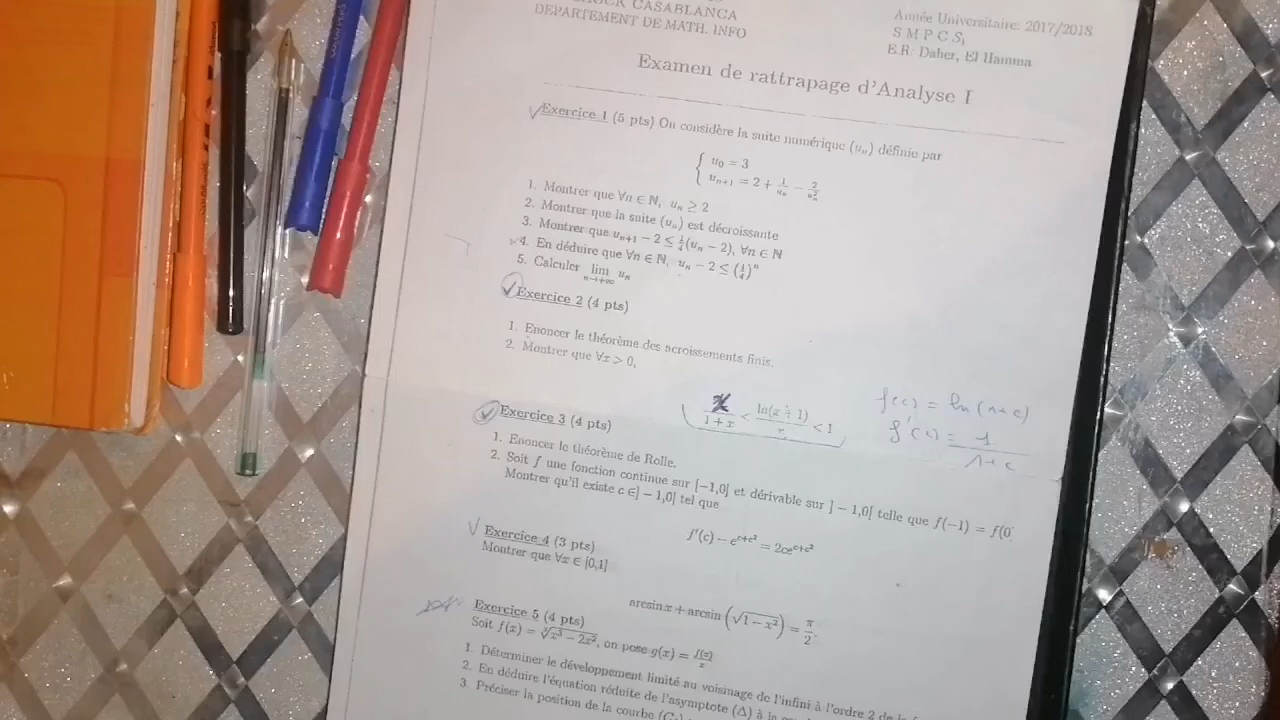 CASABLANCA
DEPARTEMENT DE MATH. INFO
Année Universitaire: 2017/2018
S M P C S₁
E.R: Daher, El Hamma
Examen de rattrapage d'Analyse I
Exercice 1 (5 pts) On considère la suite numérique (uₙ) définie par
{ u₀ = 3
uₙ₊₁ = 2 + 1/uₙ − 2/uₙ²
1. Montrer que ∀n ∈ ℕ, uₙ ≥ 2
2. Montrer que la suite (uₙ) est décroissante
3. Montrer que uₙ₊₁ − 2 ≤ ¼(uₙ − 2), ∀n ∈ ℕ
4. En déduire que ∀n ∈ ℕ, uₙ − 2 ≤ (¼)ⁿ
5. Calculer lim n→+∞ uₙ
Exercice 2 (4 pts)
1. Enoncer le théorème des acroissements finis.
2. Montrer que ∀x > 0,
x/(1+x) < ln(x + 1)/x < 1
f(c) = ln(1+c)
f'(c) = 1/(1+c)
Exercice 3 (4 pts)
1. Enoncer le théorème de Rolle.
2. Soit f une fonction continue sur [−1,0] et dérivable sur ]−1,0[ telle que f(−1) = f(0
Montrer qu'il existe c ∈]−1,0[ tel que
f'(c) − e^(c+c²) = 2ce^(c+c²)
Exercice 4 (3 pts)
Montrer que ∀x ∈ [0,1]
arcsin x + arcsin (√(1 − x²)) = π/2.
Exercice 5 (4 pts)
Soit f(x) = ∛(x³ − 2x²), on pose g(x) = f(x)/x
1. Déterminer le développement limité au voisinage de l'infini à l'ordre 2 de la
2. En déduire l'équation réduite de l'asymptote (Δ) à la
3. Préciser la position de la courbe